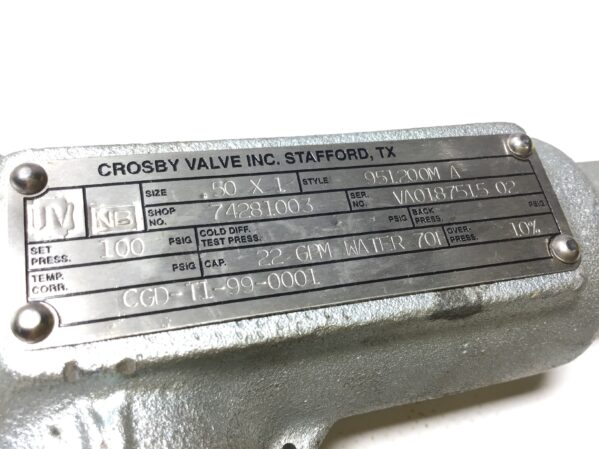 CROSBY VALVE INC. STAFFORD, TX
UV NB SIZE .50 X 1 STYLE 951200M A
SHOP NO. 74281003 SER. NO. VA0187515 02
SET PRESS. 100 PSIG COLD DIFF. TEST PRESS. PSIG BACK PRESS. PSIG
TEMP. CORR. PSIG CAP. 22 GPM WATER 70F OVER- PRESS. 10%
CGD-T1-99-0001